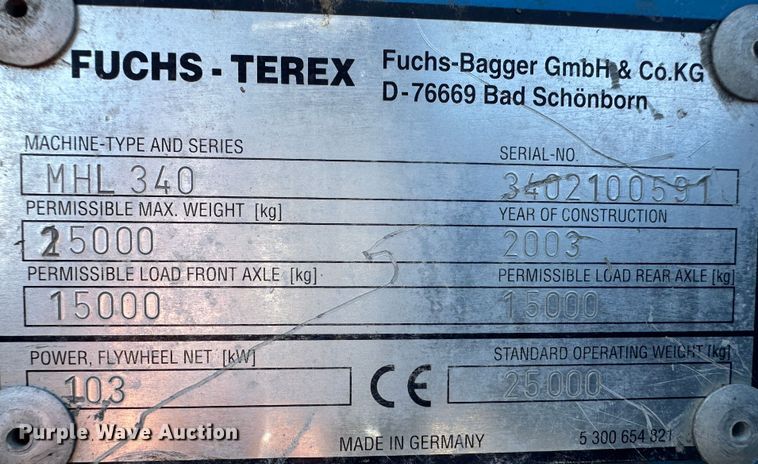 FUCHS - TEREX
Fuchs-Bagger GmbH & Co.KG
D-76669 Bad Schönborn
MACHINE-TYPE AND SERIES
MHL 340
SERIAL-NO.
3402100591
PERMISSIBLE MAX. WEIGHT [kg]
25000
YEAR OF CONSTRUCTION
2003
PERMISSIBLE LOAD FRONT AXLE [kg]
15000
PERMISSIBLE LOAD REAR AXLE [kg]
15000
POWER, FLYWHEEL NET [kW]
103
CE
STANDARD OPERATING WEIGHT [kg]
25000
MADE IN GERMANY
5 300 654 821
Purple Wave Auction